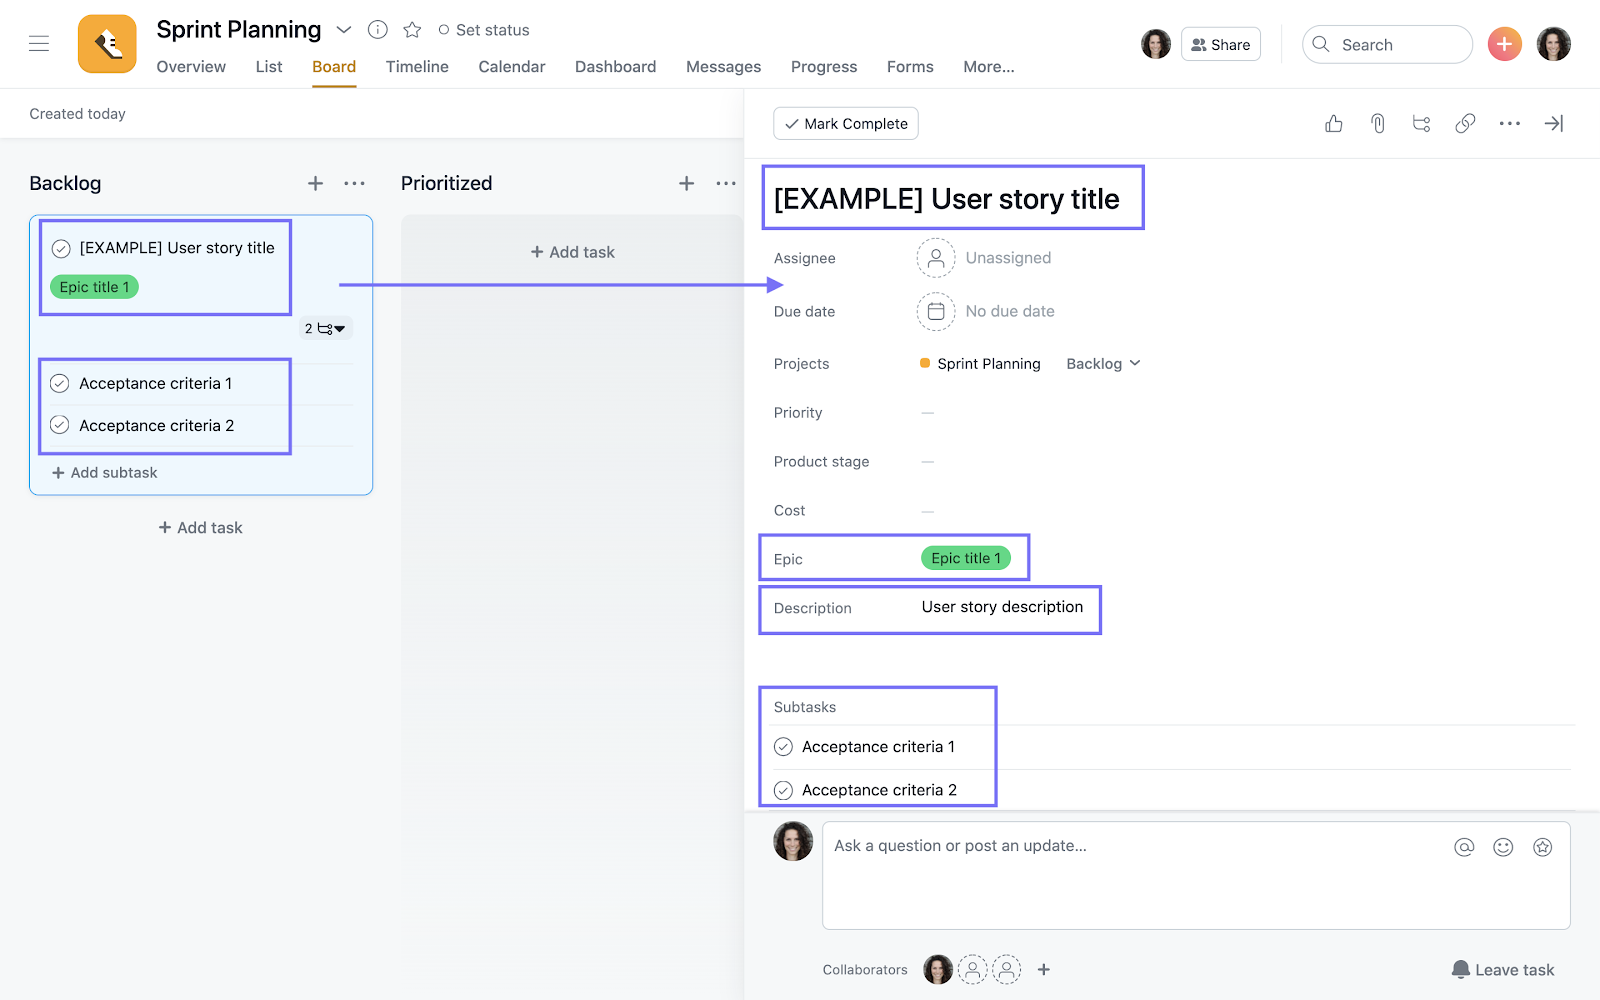 Sprint Planning
Set status
Overview List Board Timeline Calendar Dashboard Messages Progress Forms More...
Share
Search
Created today
Backlog
[EXAMPLE] User story title
Epic title 1
2
Acceptance criteria 1
Acceptance criteria 2
+ Add subtask
+ Add task
Prioritized
+ Add task
Mark Complete
[EXAMPLE] User story title
Assignee Unassigned
Due date No due date
Projects Sprint Planning Backlog
Priority —
Product stage —
Cost —
Epic Epic title 1
Description User story description
Subtasks
Acceptance criteria 1
Acceptance criteria 2
Ask a question or post an update...
Collaborators
Leave task